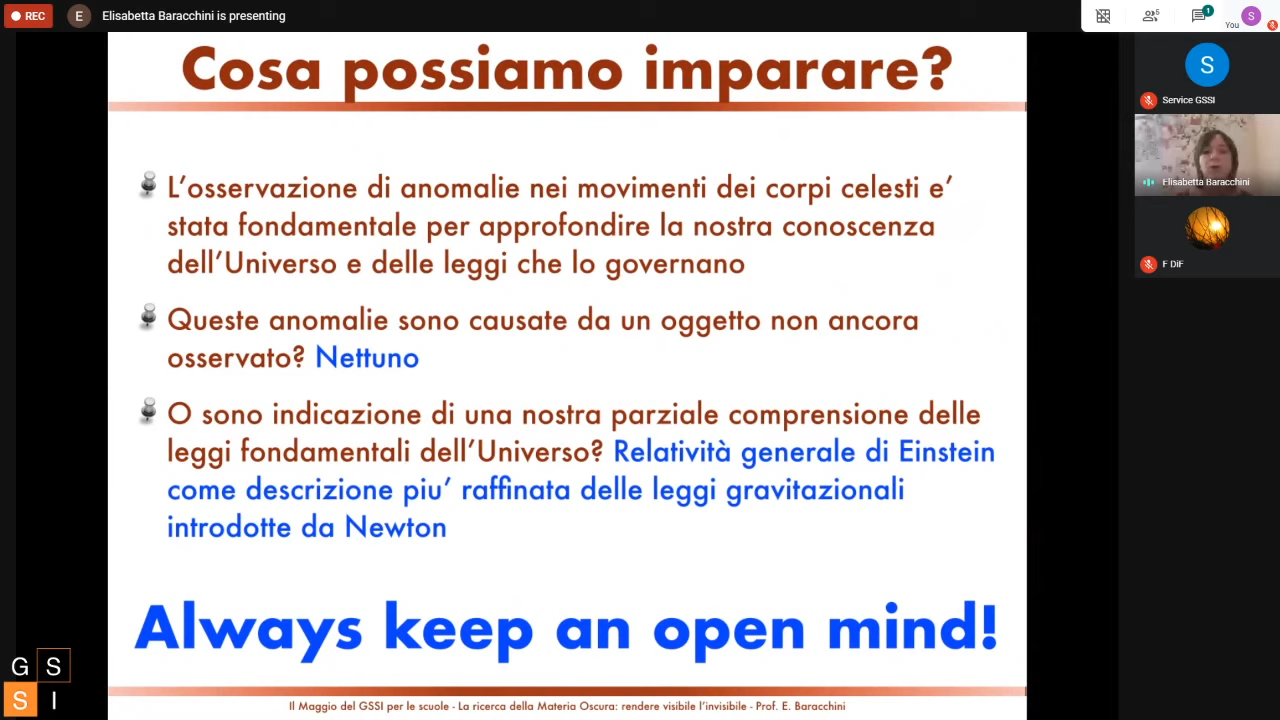 REC
E
Elisabetta Baracchini is presenting
6
1
You
S
Cosa possiamo imparare?
L'osservazione di anomalie nei movimenti dei corpi celesti e'
stata fondamentale per approfondire la nostra conoscenza
dell'Universo e delle leggi che lo governano
Queste anomalie sono causate da un oggetto non ancora
osservato? Nettuno
O sono indicazione di una nostra parziale comprensione delle
leggi fondamentali dell'Universo? Relatività generale di Einstein
come descrizione piu' raffinata delle leggi gravitazionali
introdotte da Newton
Always keep an open mind!
Il Maggio del GSSI per le scuole - La ricerca della Materia Oscura: rendere visibile l'invisibile - Prof. E. Baracchini
G S
S I
S
Service GSSI
Elisabetta Baracchini
F DiF